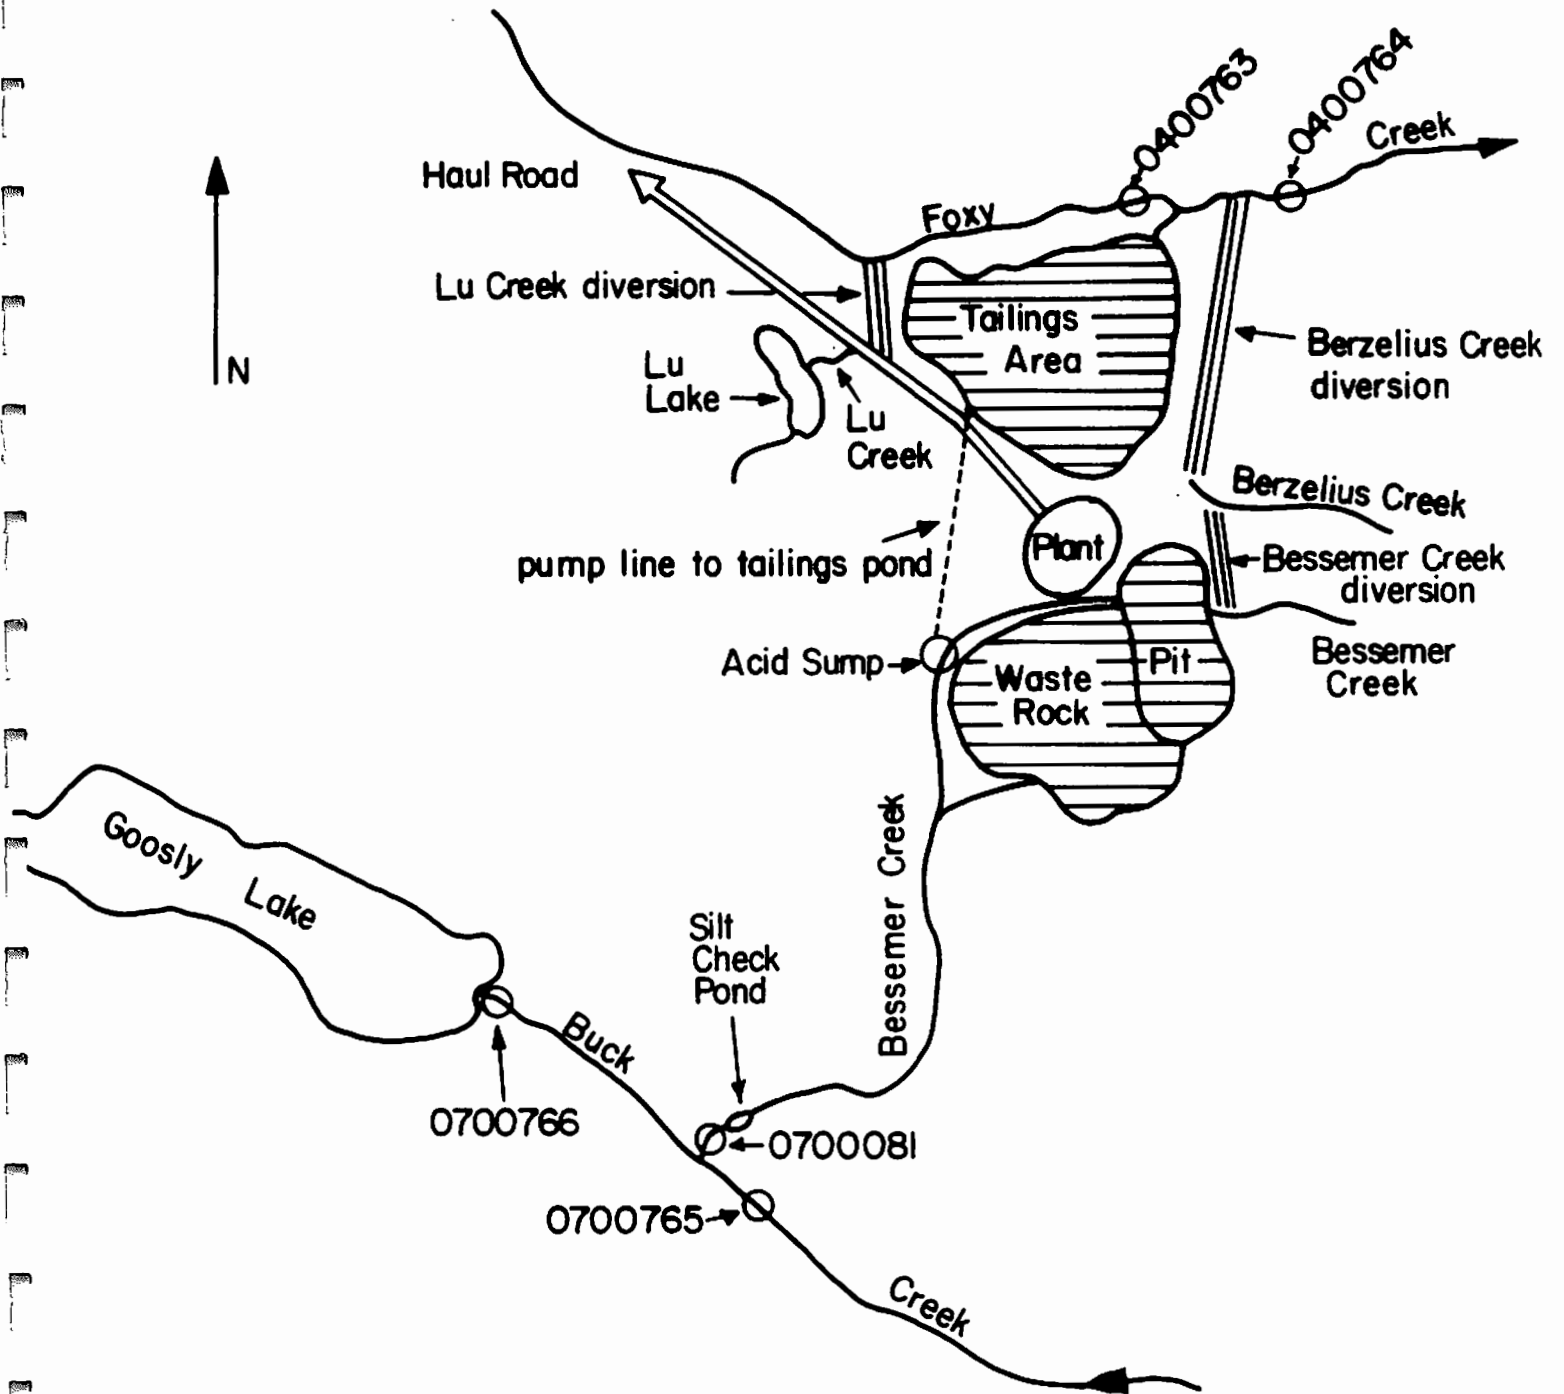 0400763
0400764
Creek
Haul Road
Foxy
Lu Creek diversion
Tailings
Area
N
Berzelius Creek
diversion
Lu
Lake
Lu
Creek
Berzelius Creek
pump line to tailings pond
Plant
Bessemer Creek
diversion
Acid Sump
Waste
Rock
Pit
Bessemer
Creek
Goosly
Lake
Bessemer Creek
Silt
Check
Pond
Buck
0700766
0700081
0700765
Creek